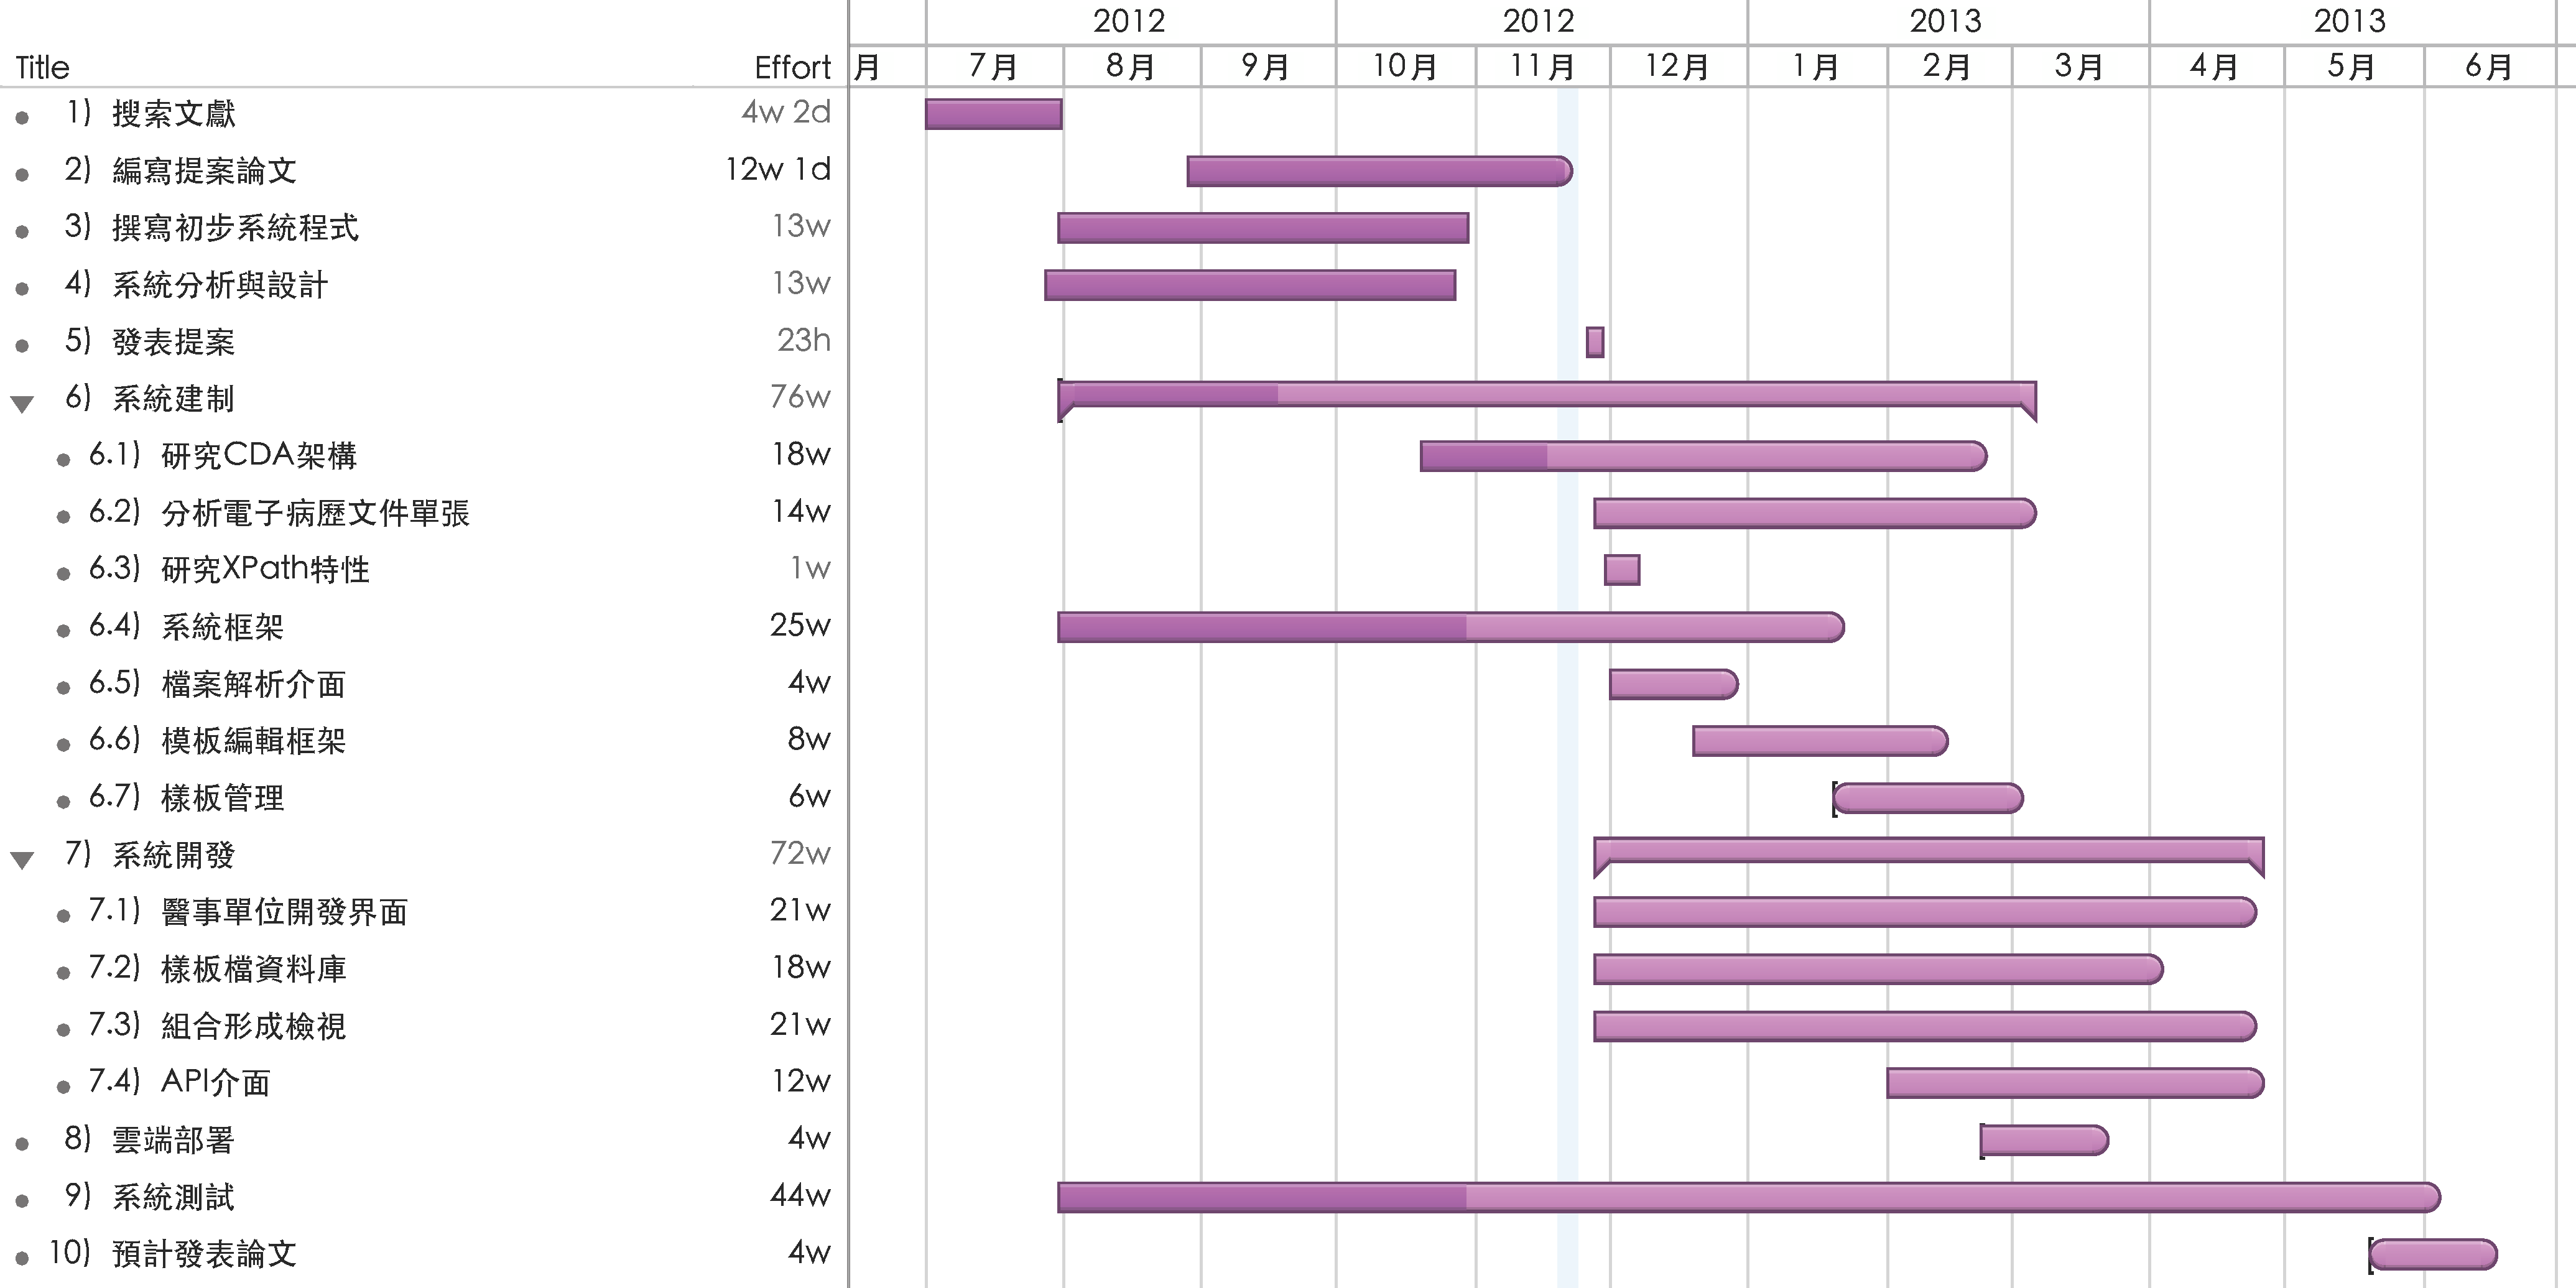 2012 2012 2013 2013
Title Effort 月 7月 8月 9月 10月 11月 12月 1月 2月 3月 4月 5月 6月
1) 搜索文獻 4w 2d
2) 編寫提案論文 12w 1d
3) 撰寫初步系統程式 13w
4) 系統分析與設計 13w
5) 發表提案 23h
6) 系統建制 76w
6.1) 研究CDA架構 18w
6.2) 分析電子病歷文件單張 14w
6.3) 研究XPath特性 1w
6.4) 系統框架 25w
6.5) 檔案解析介面 4w
6.6) 模板編輯框架 8w
6.7) 樣板管理 6w
7) 系統開發 72w
7.1) 醫事單位開發界面 21w
7.2) 樣板檔資料庫 18w
7.3) 組合形成檢視 21w
7.4) API介面 12w
8) 雲端部署 4w
9) 系統測試 44w
10) 預計發表論文 4w